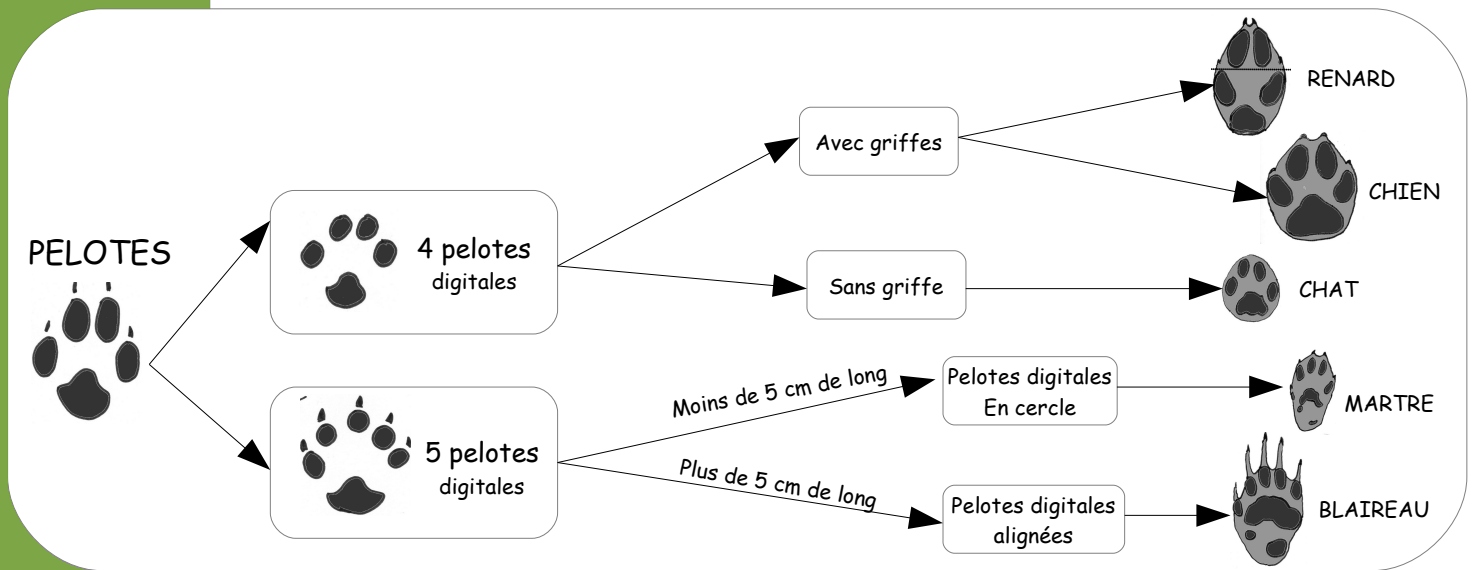 PELOTES
4 pelotes
digitales
Avec griffes
RENARD
CHIEN
Sans griffe
CHAT
5 pelotes
digitales
Moins de 5 cm de long
Pelotes digitales
En cercle
MARTRE
Plus de 5 cm de long
Pelotes digitales
alignées
BLAIREAU